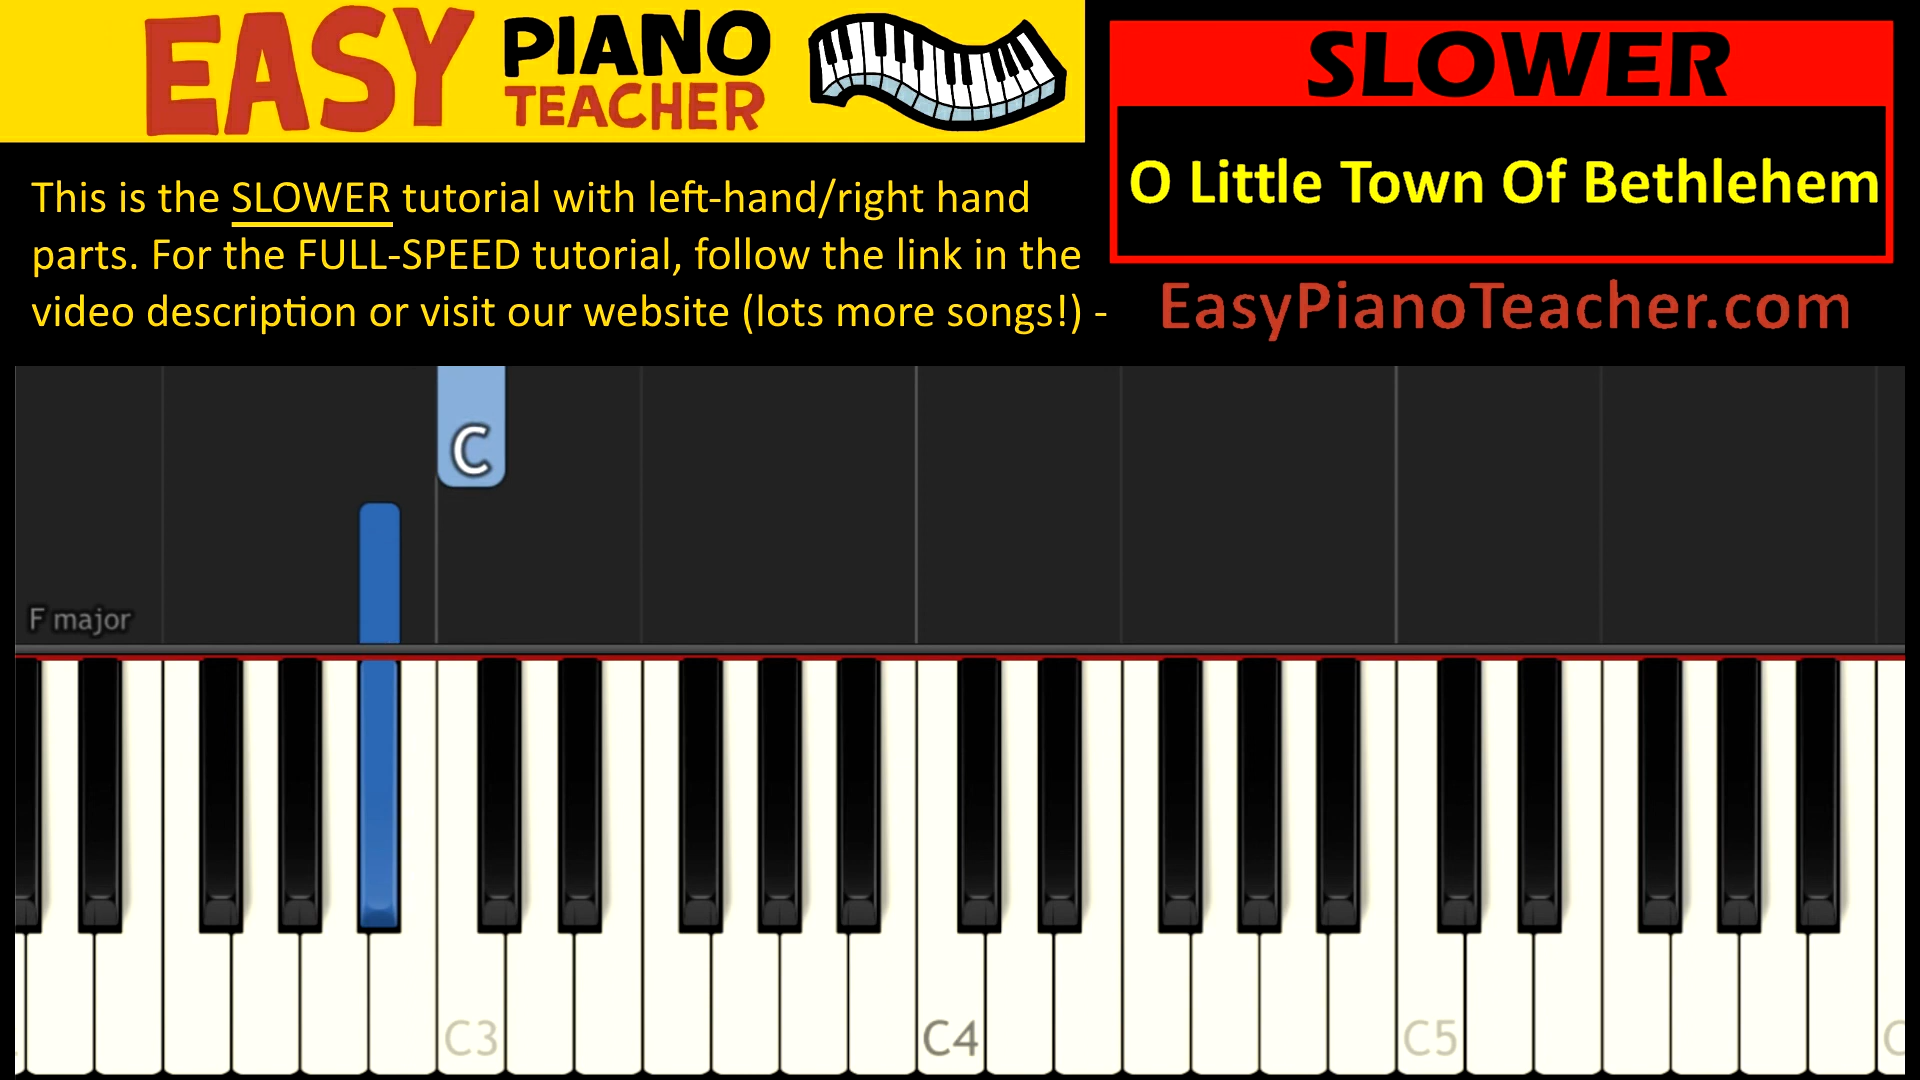 EASY PIANO
TEACHER
SLOWER
O Little Town Of Bethlehem
This is the SLOWER tutorial with left-hand/right hand
parts. For the FULL-SPEED tutorial, follow the link in the
video description or visit our website (lots more songs!) -
EasyPianoTeacher.com
C
F major
C3
C4
C5
C